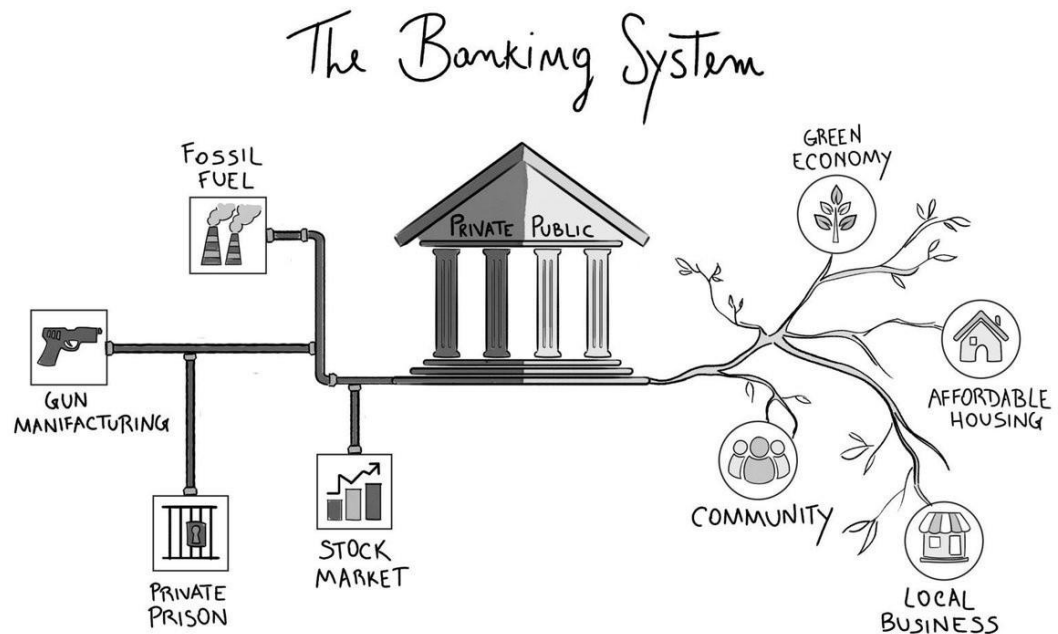 The Banking System
FOSSIL
FUEL
GREEN
ECONOMY
PRIVATE PUBLIC
GUN
MANIFACTURING
AFFORDABLE
HOUSING
COMMUNITY
STOCK
MARKET
PRIVATE
PRISON
LOCAL
BUSINESS